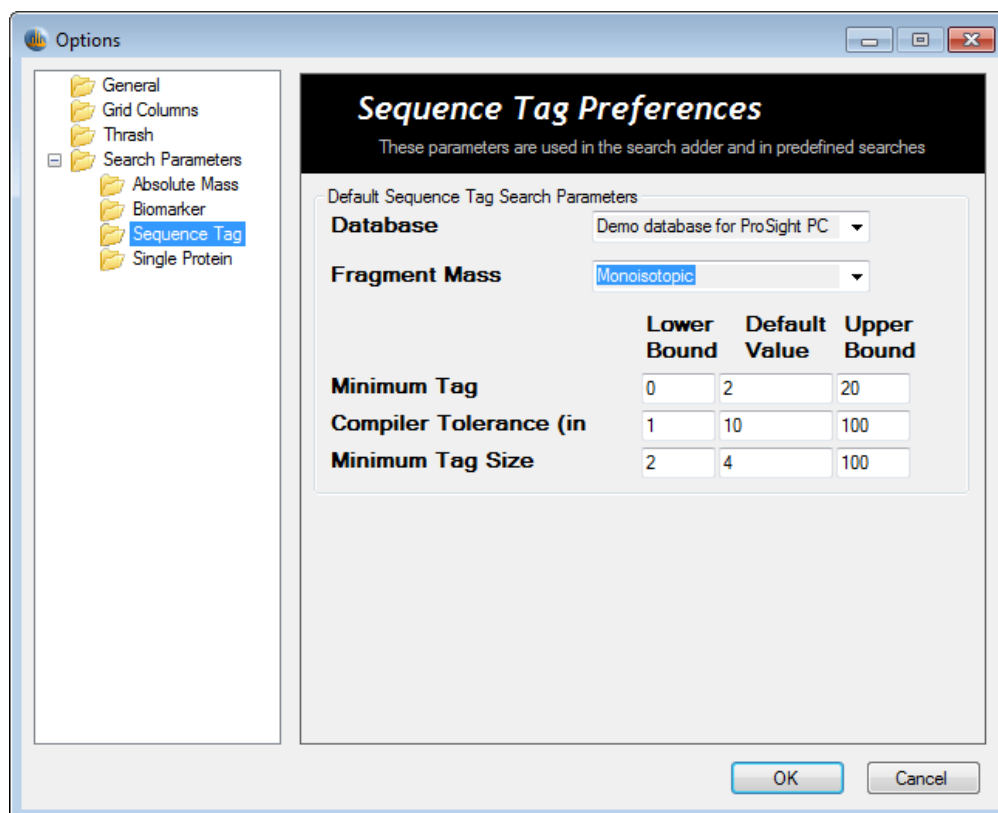 Options
General
Grid Columns
Thrash
Search Parameters
Absolute Mass
Biomarker
Sequence Tag
Single Protein
Sequence Tag Preferences
These parameters are used in the search adder and in predefined searches
Default Sequence Tag Search Parameters
Database Demo database for ProSight PC
Fragment Mass Monoisotopic
Lower Default Upper
Bound Value Bound
Minimum Tag 0 2 20
Compiler Tolerance (in 1 10 100
Minimum Tag Size 2 4 100
OK Cancel